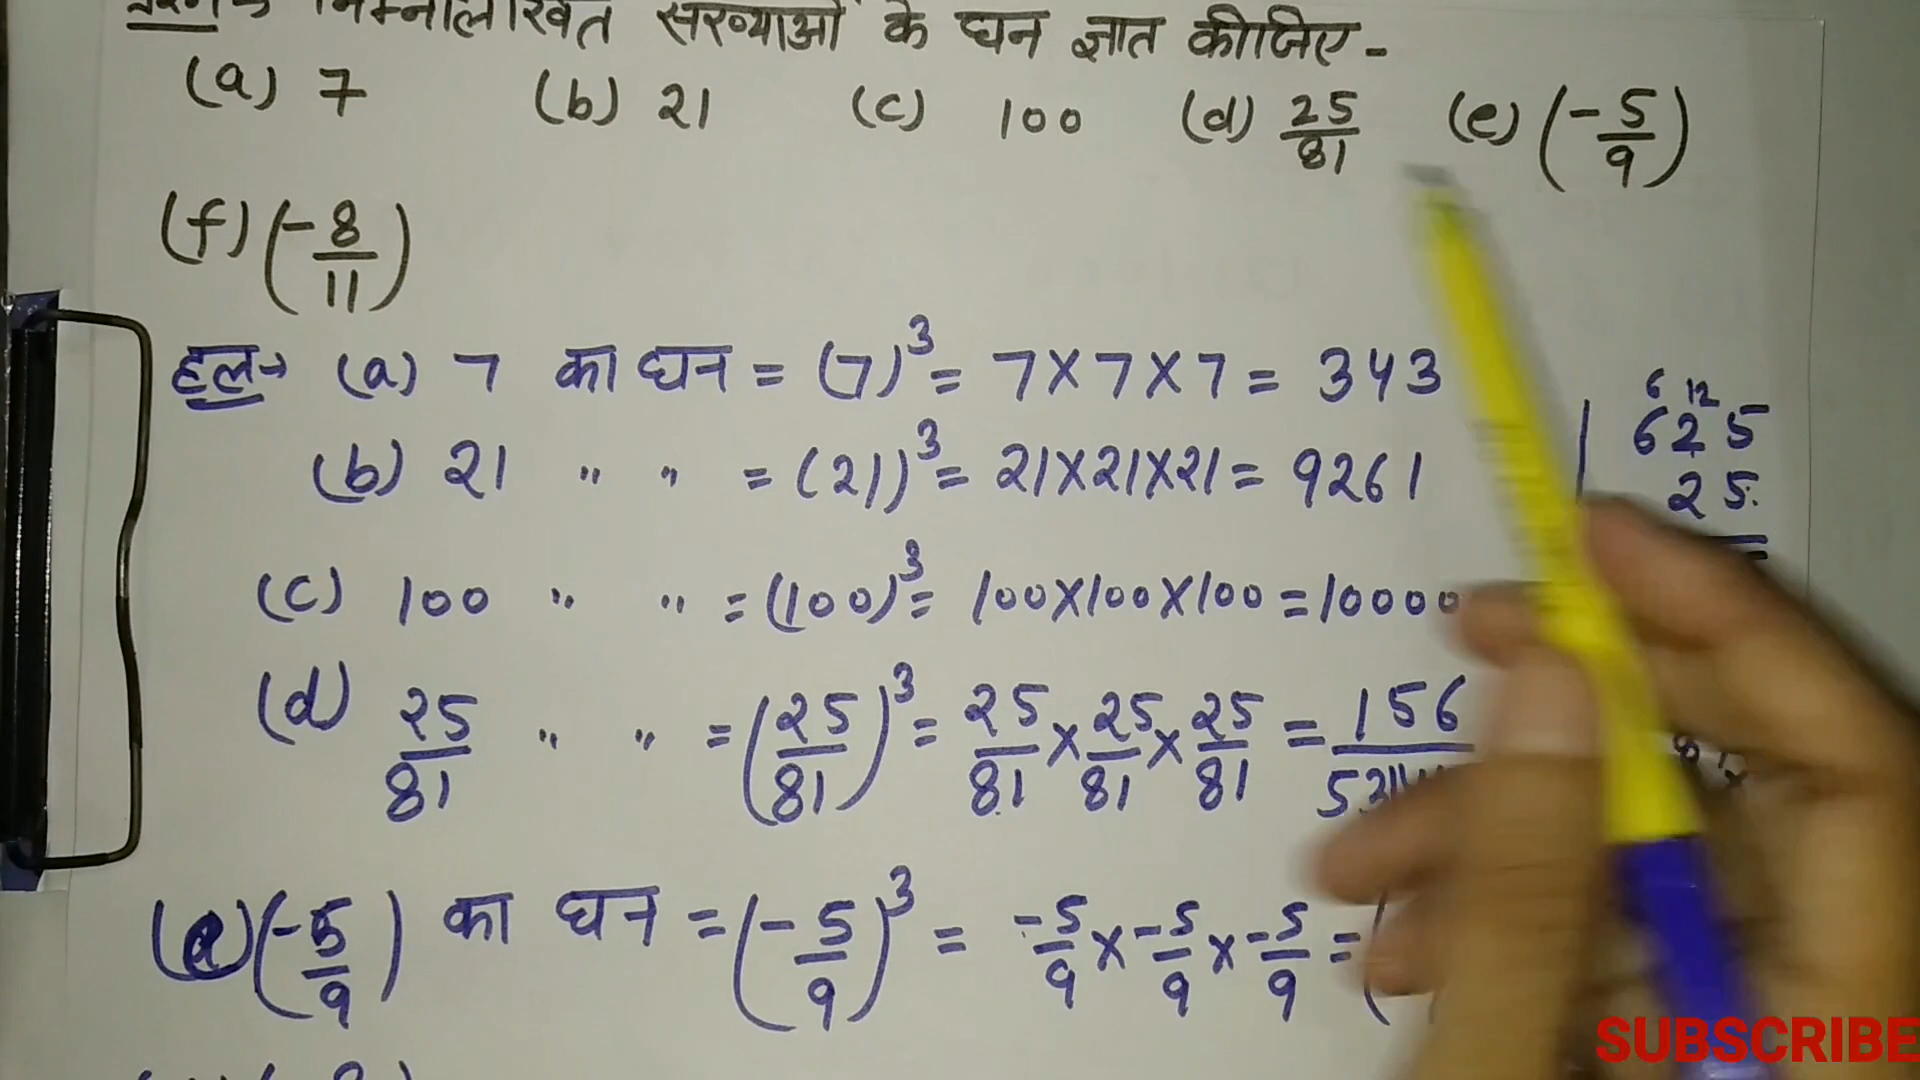 निम्नलिखित संख्याओं के घन ज्ञात कीजिए -
(a) 7 (b) 21 (c) 100 (d) 25/81 (e) (-5/9)
(f) (-8/11)
हल→ (a) 7 का घन = (7)³ = 7×7×7 = 343
(b) 21 " " = (21)³ = 21×21×21 = 9261
(c) 100 " " = (100)³ = 100×100×100 = 10000
(d) 25/81 " " = (25/81)³ = 25/81 × 25/81 × 25/81 = 156/5314
(e) (-5/9) का घन = (-5/9)³ = -5/9 × -5/9 × -5/9 = (
6 12
625
25
SUBSCRIBE